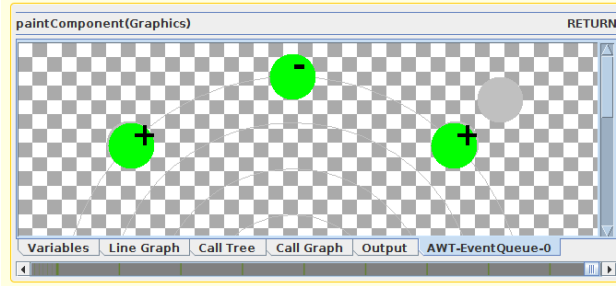 paintComponent(Graphics) RETURN
-
+ +
Variables Line Graph Call Tree Call Graph Output AWT-EventQueue-0